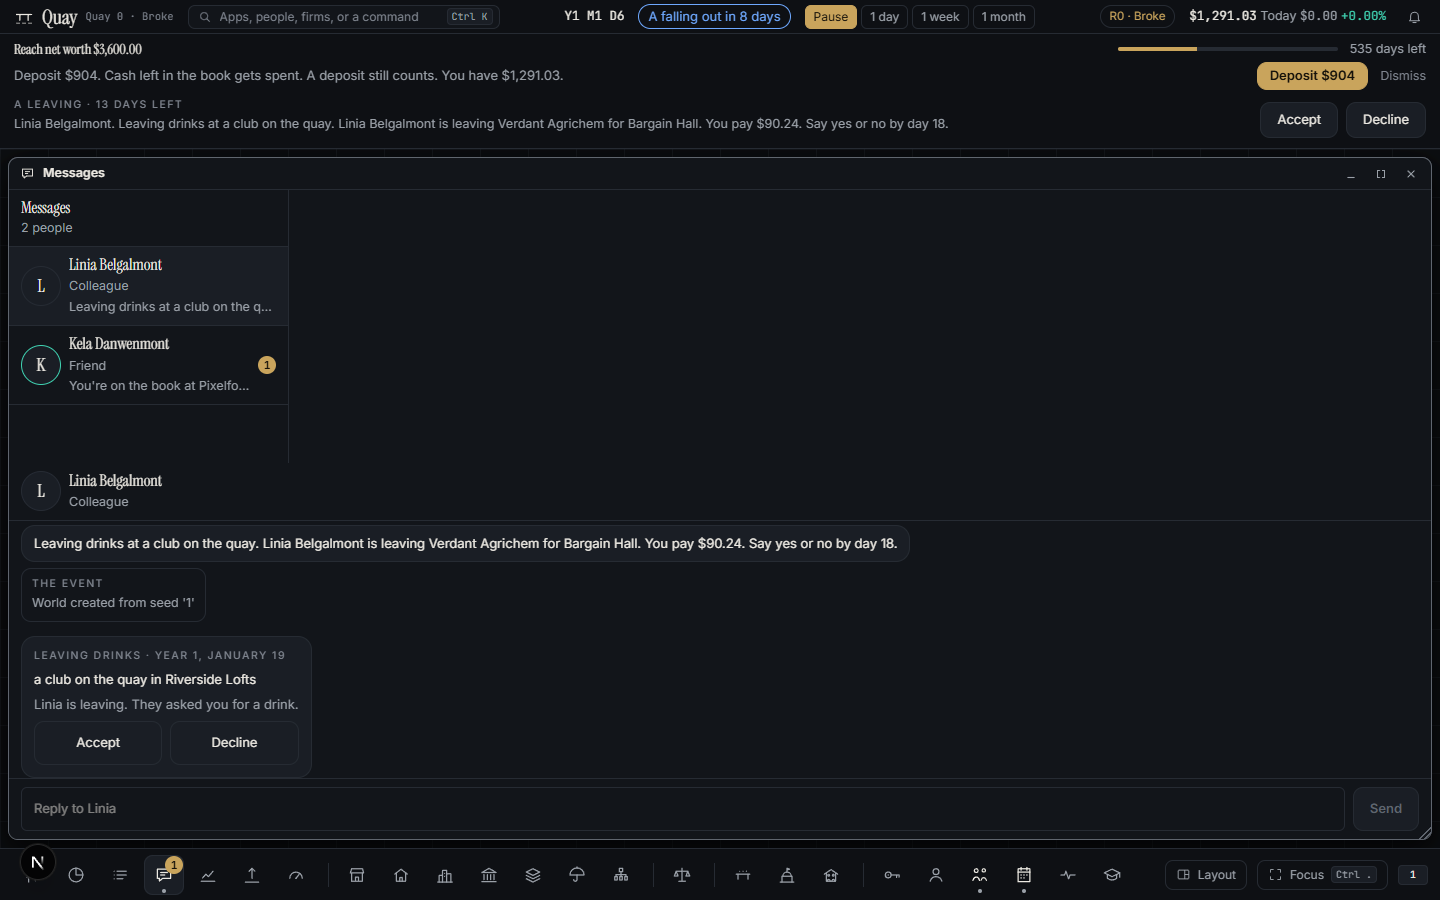 Quay Quay 0 · Broke
Apps, people, firms, or a command Ctrl K
Y1 M1 D6
A falling out in 8 days
Pause
1 day
1 week
1 month
R0 · Broke
$1,291.03 Today $0.00 +0.00%
Reach net worth $3,600.00
535 days left
Deposit $904. Cash left in the book gets spent. A deposit still counts. You have $1,291.03.
Deposit $904
Dismiss
A LEAVING · 13 DAYS LEFT
Linia Belgalmont. Leaving drinks at a club on the quay. Linia Belgalmont is leaving Verdant Agrichem for Bargain Hall. You pay $90.24. Say yes or no by day 18.
Accept
Decline
Messages
Messages
2 people
L
Linia Belgalmont
Colleague
Leaving drinks at a club on the q...
K
Kela Danwenmont
Friend
1
You're on the book at Pixelfo...
L
Linia Belgalmont
Colleague
Leaving drinks at a club on the quay. Linia Belgalmont is leaving Verdant Agrichem for Bargain Hall. You pay $90.24. Say yes or no by day 18.
THE EVENT
World created from seed '1'
LEAVING DRINKS · YEAR 1, JANUARY 19
a club on the quay in Riverside Lofts
Linia is leaving. They asked you for a drink.
Accept
Decline
Reply to Linia
Send
N
1
Layout
Focus Ctrl .
1